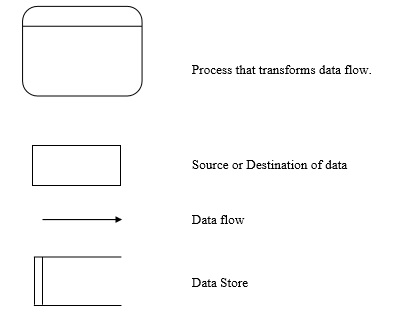 Process that transforms data flow.
Source or Destination of data
Data flow
Data Store